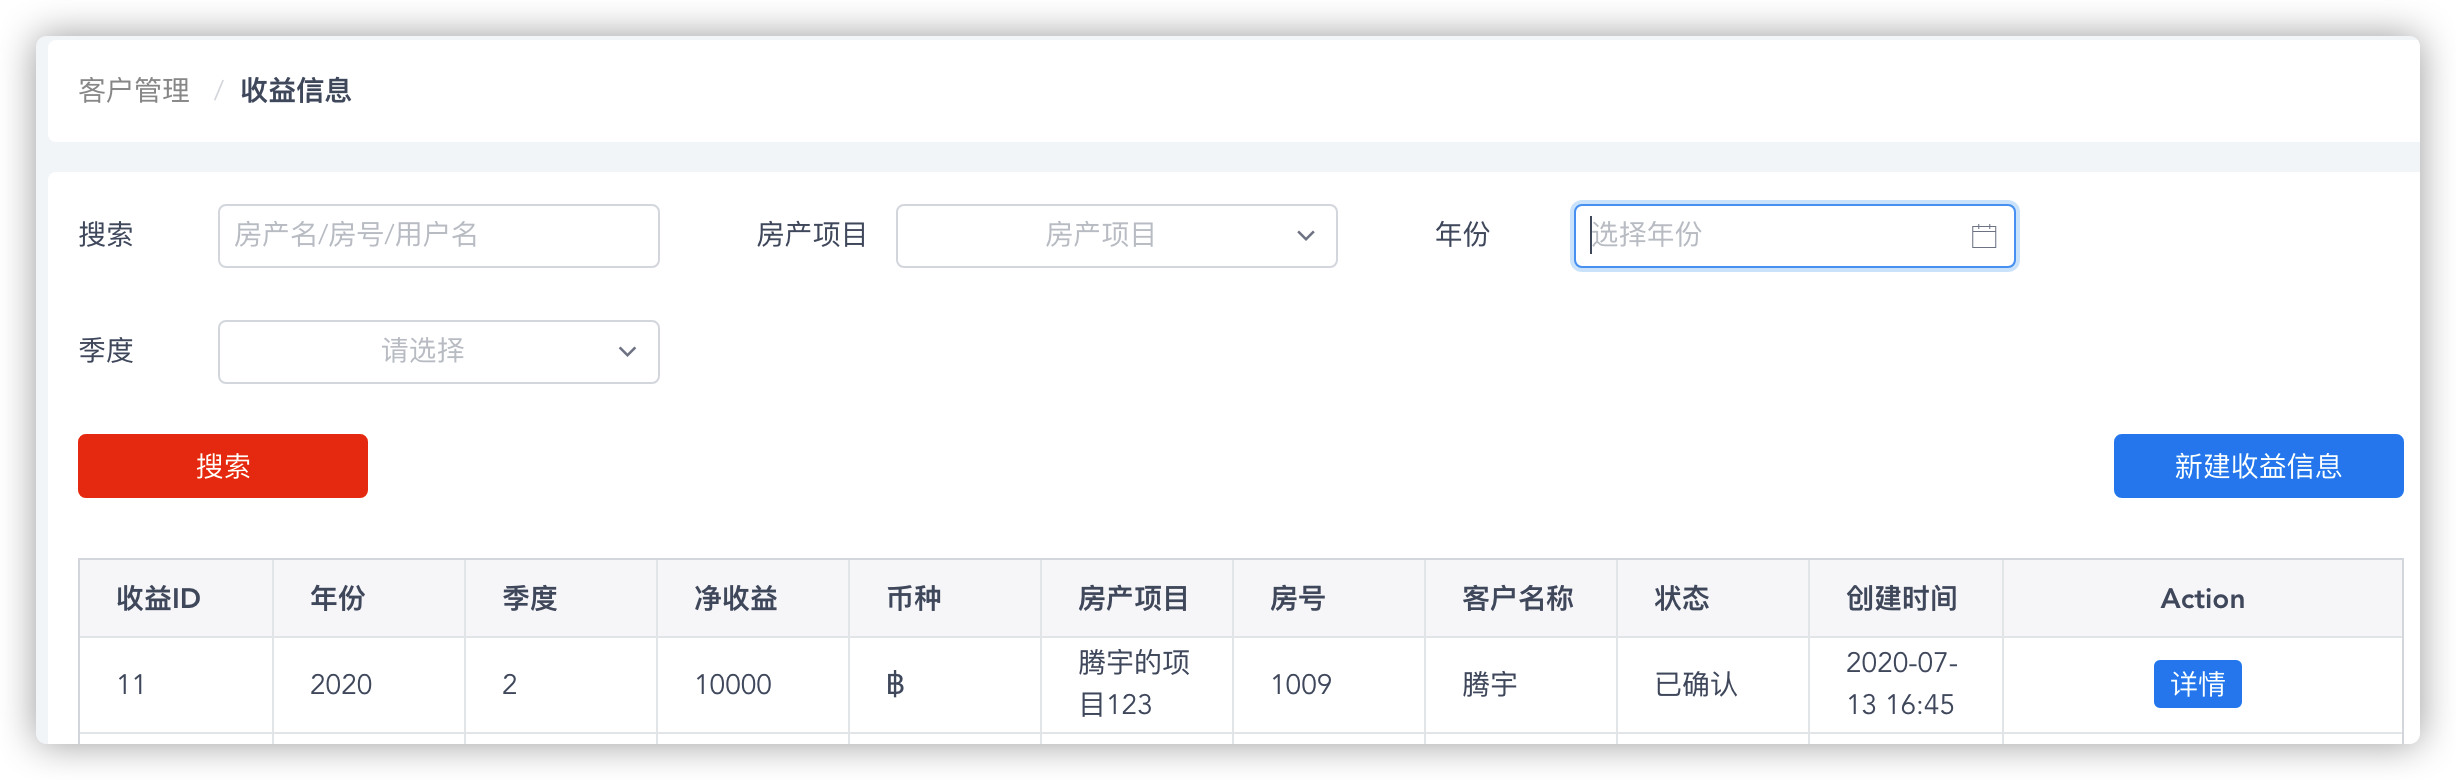 客户管理 / 收益信息
搜索 房产名/房号/用户名 房产项目 房产项目 年份 选择年份
季度 请选择
搜索 新建收益信息
收益ID 年份 季度 净收益 币种 房产项目 房号 客户名称 状态 创建时间 Action
11 2020 2 10000 ฿ 腾宇的项目123 1009 腾宇 已确认 2020-07-13 16:45 详情